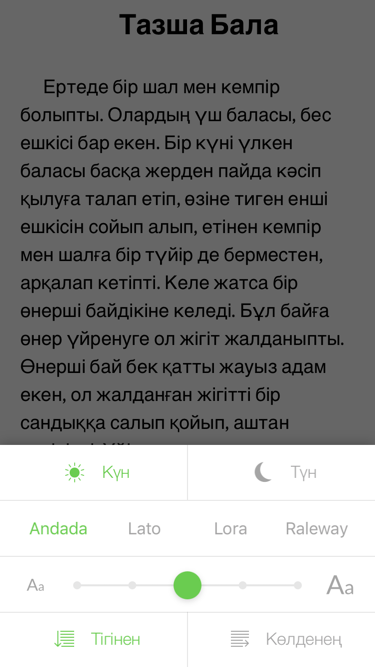 Тазша Бала
Ертеде бір шал мен кемпір
болыпты. Олардың үш баласы, бес
ешкісі бар екен. Бір күні үлкен
баласы басқа жерден пайда кәсіп
қылуға талап етіп, өзіне тиген енші
ешкісін сойып алып, етінен кемпір
мен шалға бір түйір де берместен,
арқалап кетіпті. Келе жатса бір
өнерші байдікіне келеді. Бұл байға
өнер үйренуге ол жігіт жалданыпты.
Өнерші бай бек қатты жауыз адам
екен, ол жалданған жігітті бір
сандыққа салып қойып, аштан
Күн
Түн
Andada
Lato
Lora
Raleway
Aa
Aa
Тігінен
Көлденең